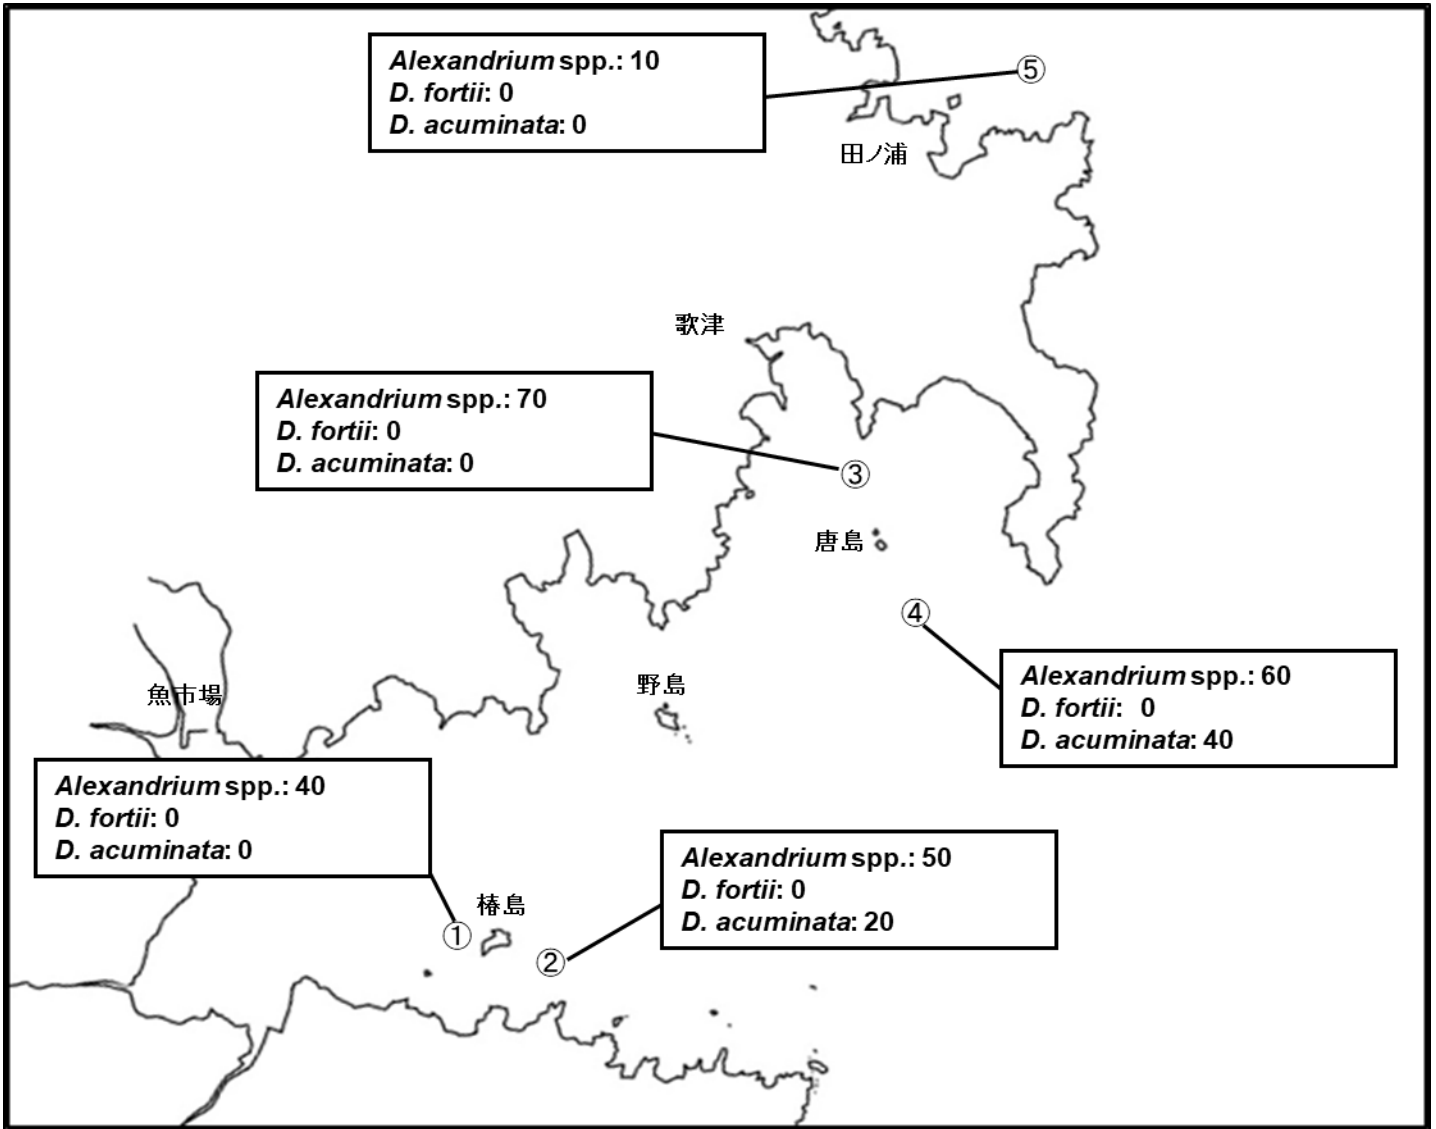 Alexandrium spp.: 10
D. fortii: 0
D. acuminata: 0
⑤
田ノ浦
歌津
Alexandrium spp.: 70
D. fortii: 0
D. acuminata: 0
③
唐島
④
Alexandrium spp.: 60
D. fortii: 0
D. acuminata: 40
野島
魚市場
Alexandrium spp.: 40
D. fortii: 0
D. acuminata: 0
①
椿島
②
Alexandrium spp.: 50
D. fortii: 0
D. acuminata: 20